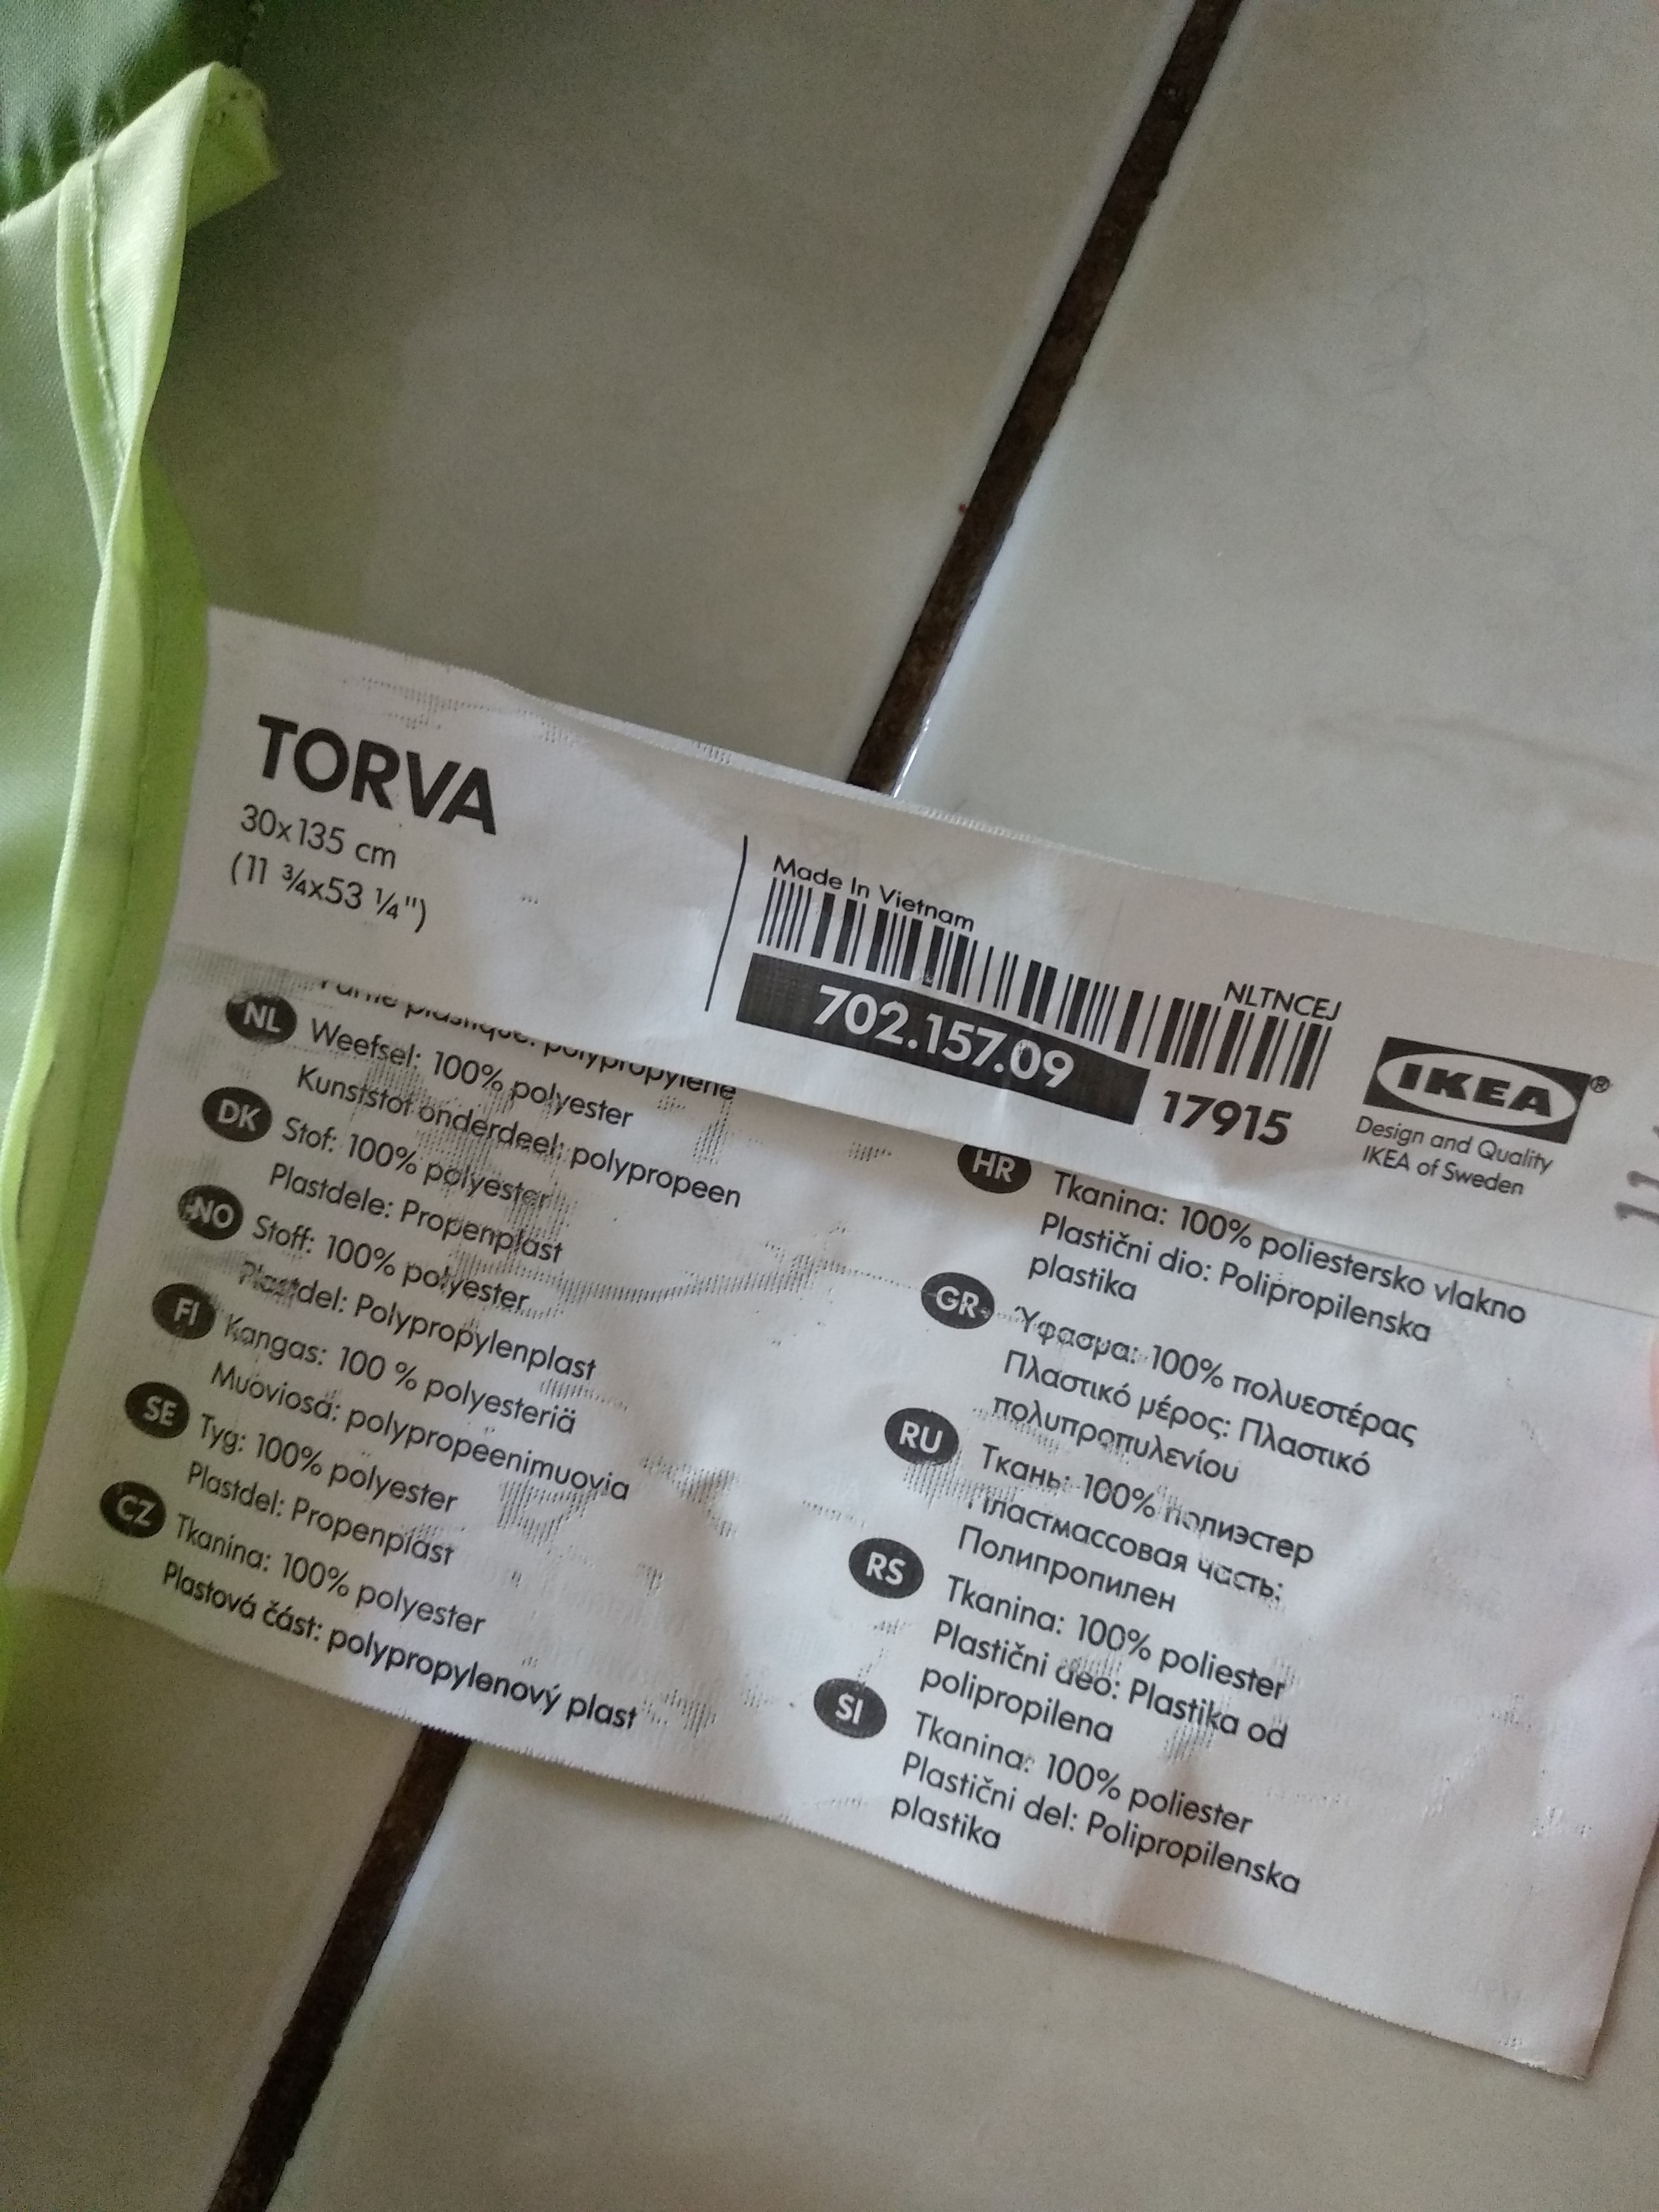 TORVA
30x135 cm
(11 ¾x53 ¼")
Made In Vietnam
NLTNCEJ
702.157.09
17915
IKEA®
Design and Quality
IKEA of Sweden
plastique: polypropylene
NL Weefsel: 100% polyester
Kunststof onderdeel: polypropeen
DK Stof: 100% polyester
Plastdele: Propenplast
NO Stoff: 100% polyester
Plastdel: Polypropylenplast
FI Kangas: 100 % polyesteriä
Muoviosa: polypropeenimuovia
SE Tyg: 100% polyester
Plastdel: Propenplast
CZ Tkanina: 100% polyester
Plastová část: polypropylenový plast
HR Tkanina: 100% poliestersko vlakno
Plastični dio: Polipropilenska
plastika
GR Ύφασμα: 100% πολυεστέρας
Πλαστικό μέρος: Πλαστικό
πολυπροπυλενίου
RU Ткань: 100% полиэстер
Пластмассовая часть:
Полипропилен
RS Tkanina: 100% poliester
Plastični deo: Plastika od
polipropilena
SI Tkanina: 100% poliester
Plastični del: Polipropilenska
plastika